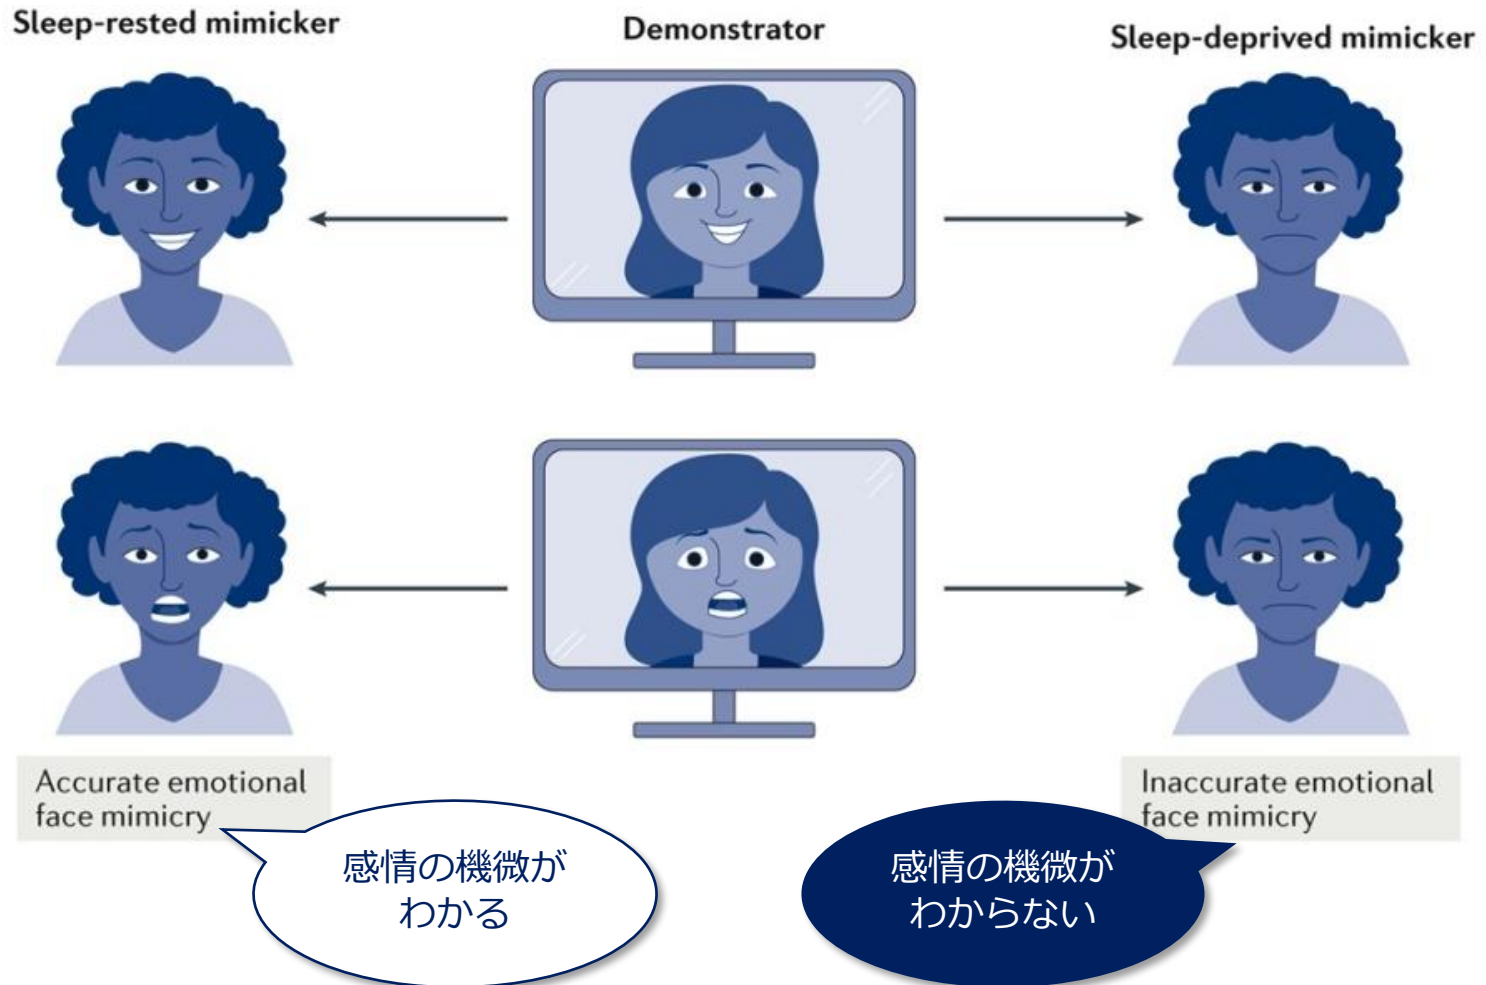 Sleep-rested mimicker
Demonstrator
Sleep-deprived mimicker
Accurate emotional
face mimicry
Inaccurate emotional
face mimicry
感情の機微が
わかる
感情の機微が
わからない